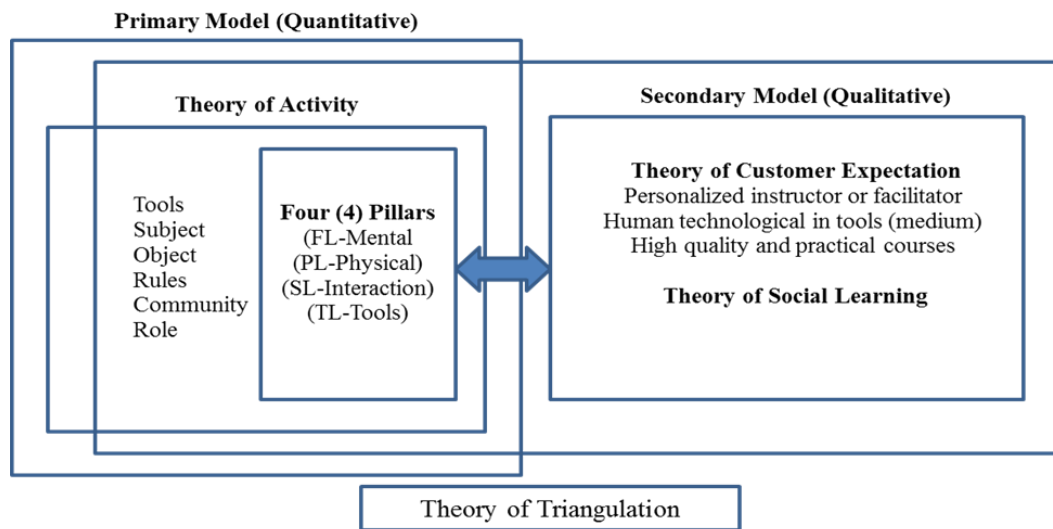 Primary Model (Quantitative)
Theory of Activity
Tools
Subject
Object
Rules
Community
Role
Four (4) Pillars
(FL-Mental
(PL-Physical)
(SL-Interaction)
(TL-Tools)
Secondary Model (Qualitative)
Theory of Customer Expectation
Personalized instructor or facilitator
Human technological in tools (medium)
High quality and practical courses
Theory of Social Learning
Theory of Triangulation